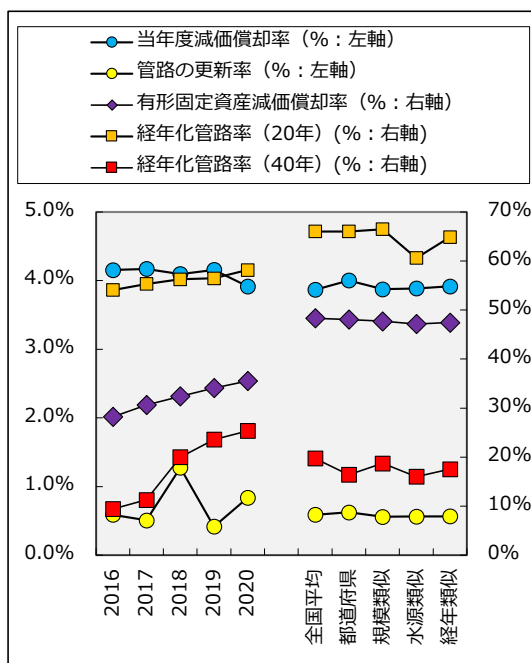 当年度減価償却率（%：左軸）
管路の更新率（%：左軸）
有形固定資産減価償却率（%：右軸）
経年化管路率（20年）(%：右軸)
経年化管路率（40年）(%：右軸)
5.0%
4.0%
3.0%
2.0%
1.0%
0.0%
70%
60%
50%
40%
30%
20%
10%
0%
2016
2017
2018
2019
2020
全国平均
都道府県
規模類似
水源類似
経年類似